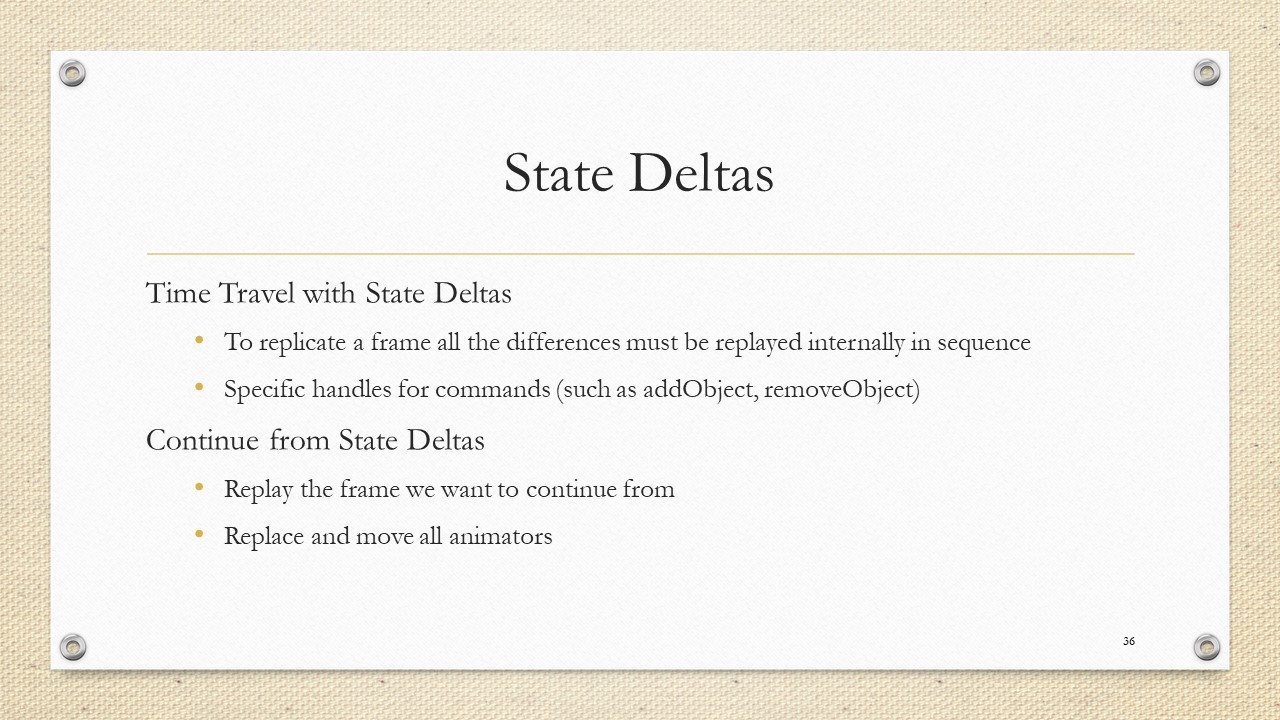 State Deltas
Time Travel with State Deltas
• To replicate a frame all the differences must be replayed internally in sequence
• Specific handles for commands (such as addObject, removeObject)
Continue from State Deltas
• Replay the frame we want to continue from
• Replace and move all animators
36